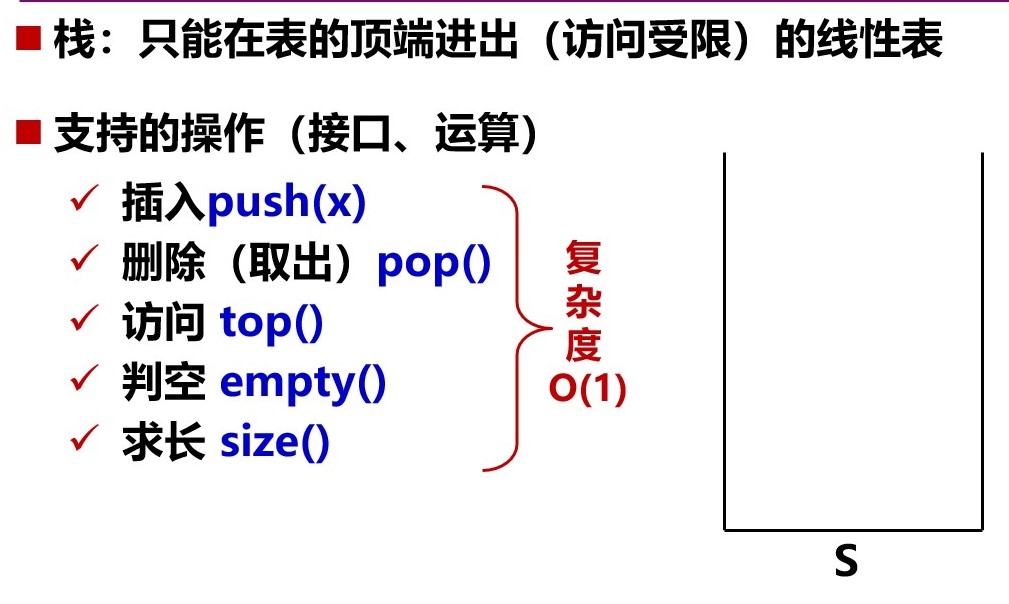 栈：只能在表的顶端进出（访问受限）的线性表
支持的操作（接口、运算）
插入push(x)
删除（取出）pop()
访问 top()
判空 empty()
求长 size()
复
杂
度
O(1)
S